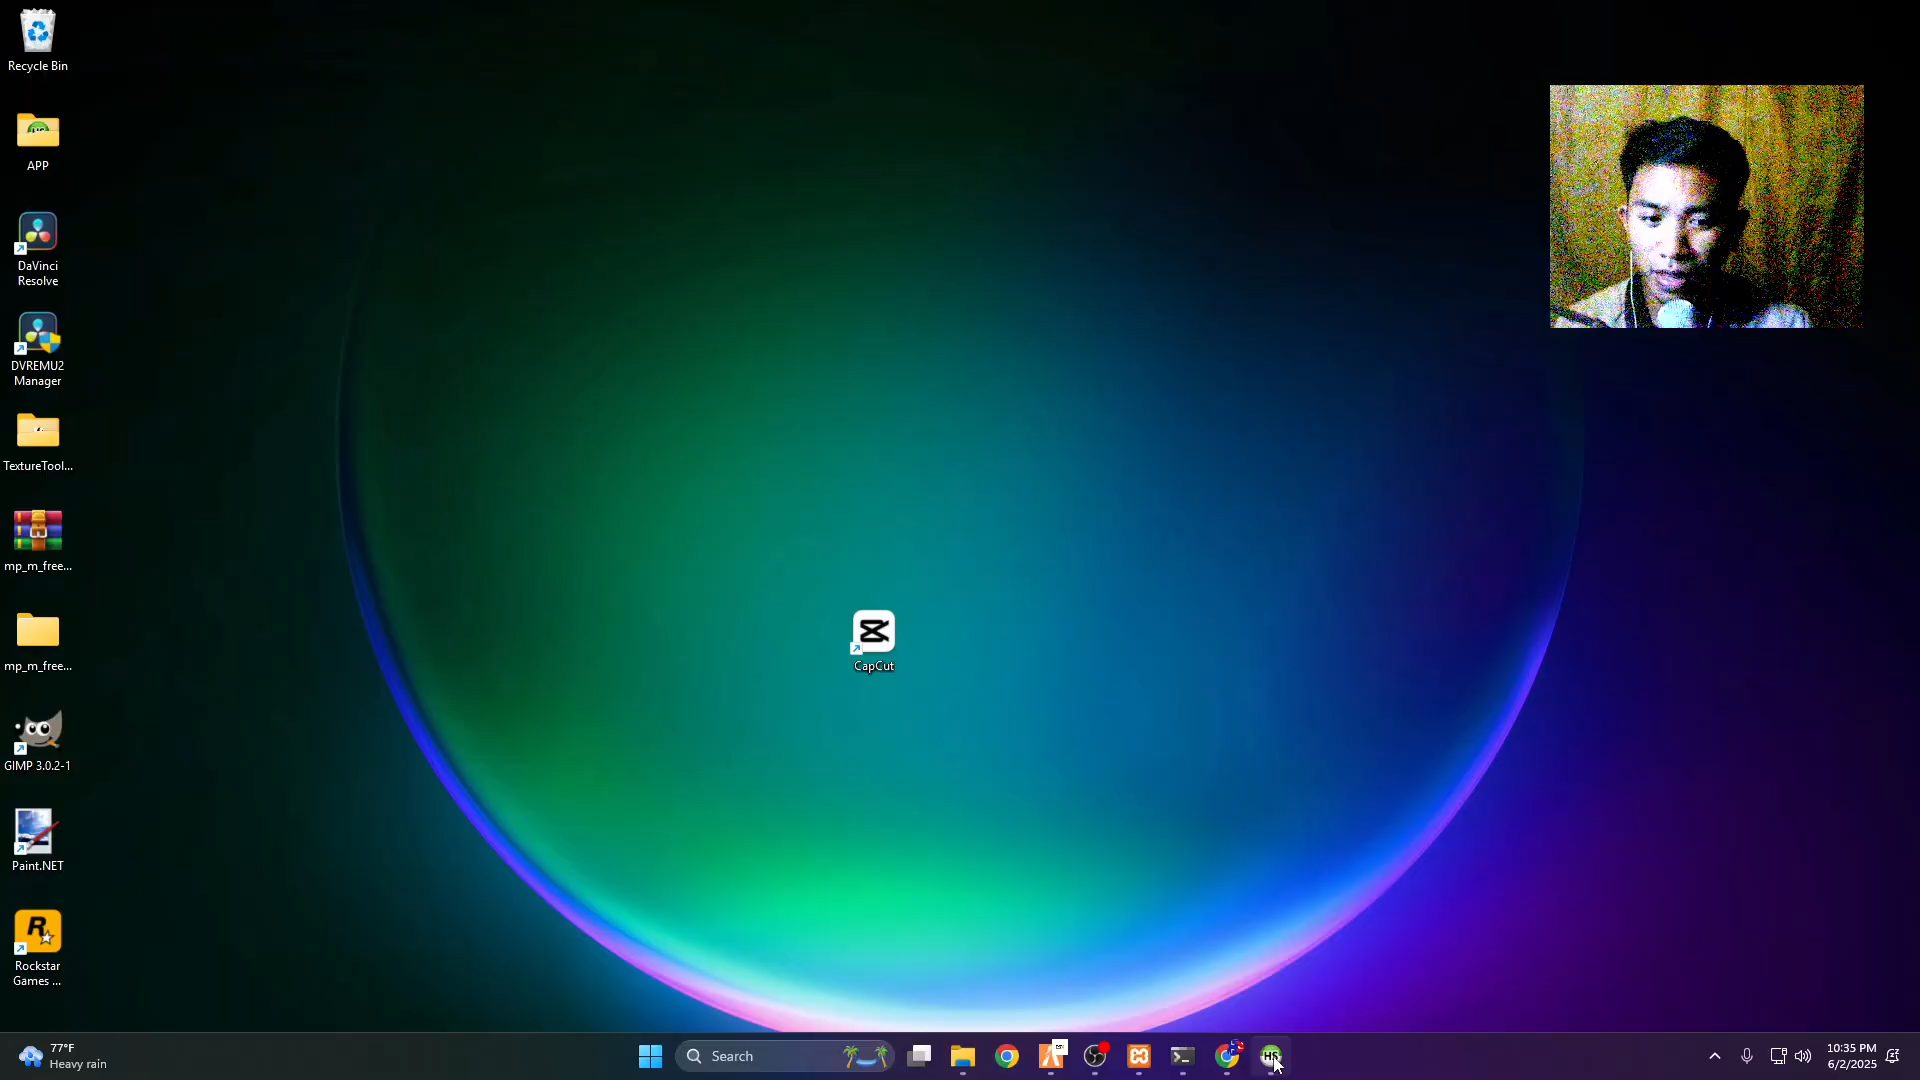 Recycle Bin
APP
DaVinci
Resolve
DVREMU2
Manager
TextureTool...
mp_m_free...
mp_m_free...
GIMP 3.0.2-1
Paint.NET
R
Rockstar
Games ...
CapCut
77°F
Heavy rain
Search
HS
10:35 PM
6/2/2025